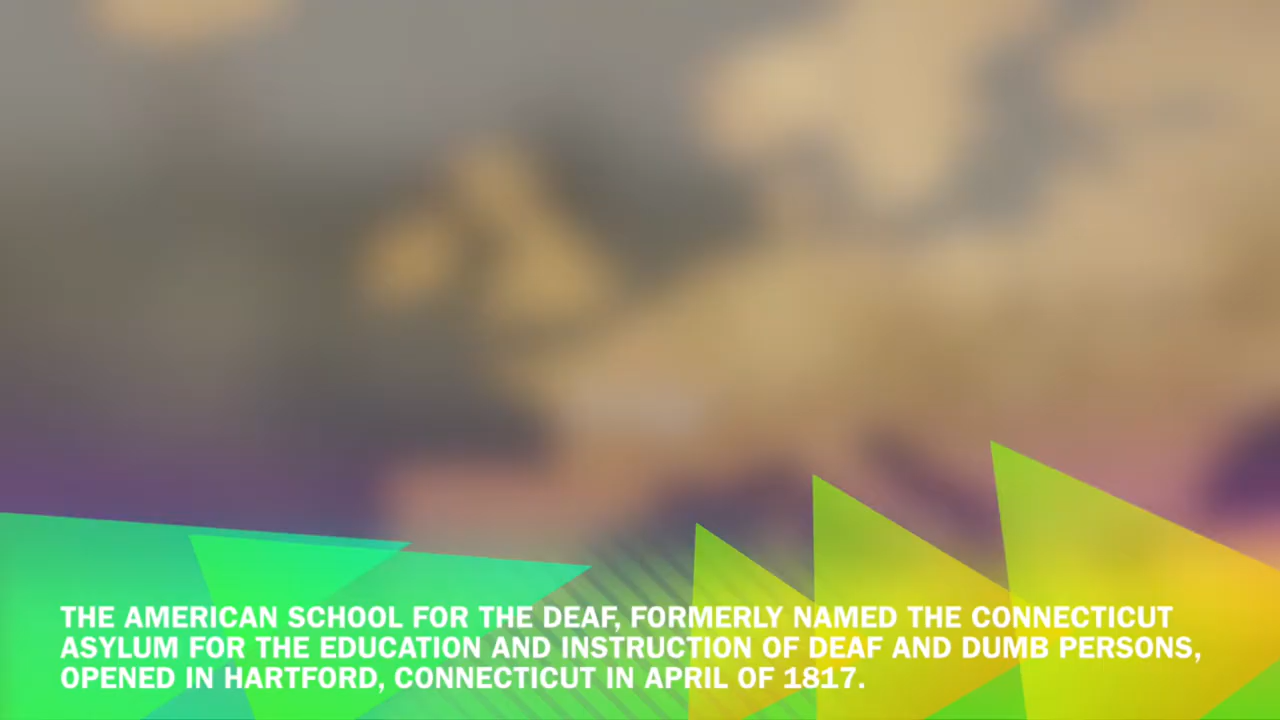 THE AMERICAN SCHOOL FOR THE DEAF, FORMERLY NAMED THE CONNECTICUT
ASYLUM FOR THE EDUCATION AND INSTRUCTION OF DEAF AND DUMB PERSONS,
OPENED IN HARTFORD, CONNECTICUT IN APRIL OF 1817.